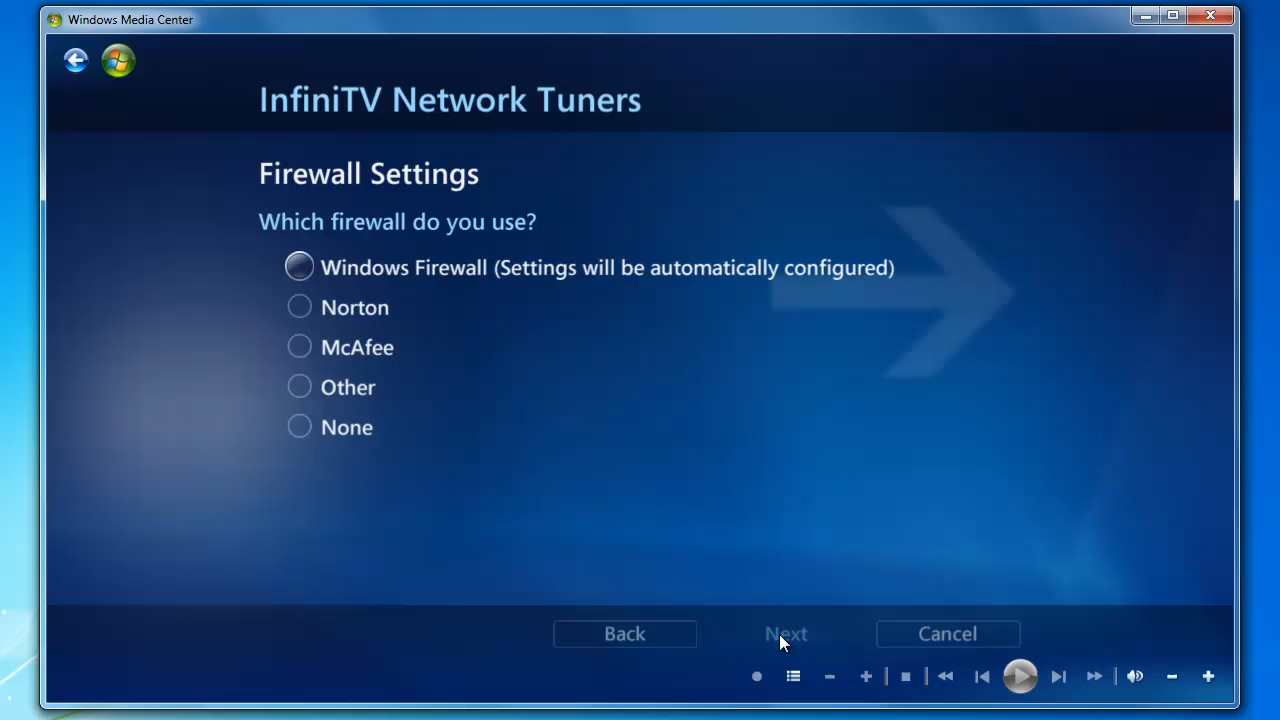 Windows Media Center
InfiniTV Network Tuners
Firewall Settings
Which firewall do you use?
Windows Firewall (Settings will be automatically configured)
Norton
McAfee
Other
None
Back Next Cancel